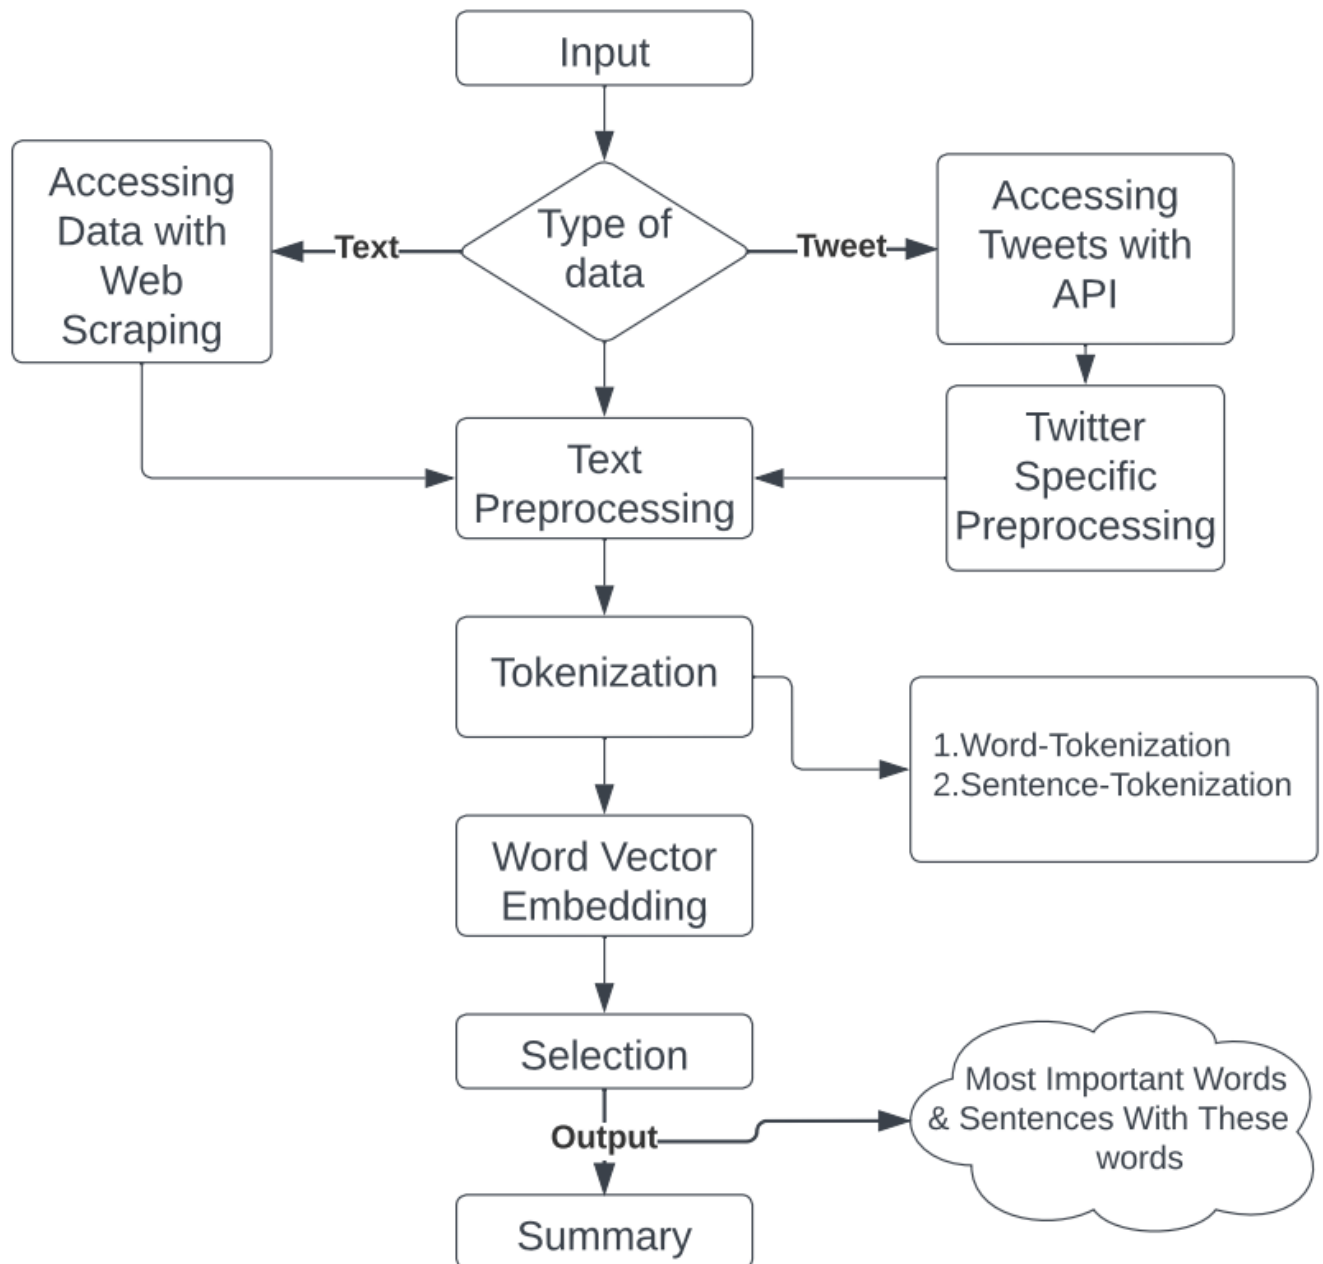 Input
Accessing
Data with
Web
Scraping
Text
Type of
data
Tweet
Accessing
Tweets with
API
Text
Preprocessing
Twitter
Specific
Preprocessing
Tokenization
1.Word-Tokenization
2.Sentence-Tokenization
Word Vector
Embedding
Selection
Output
Most Important Words
& Sentences With These
words
Summary